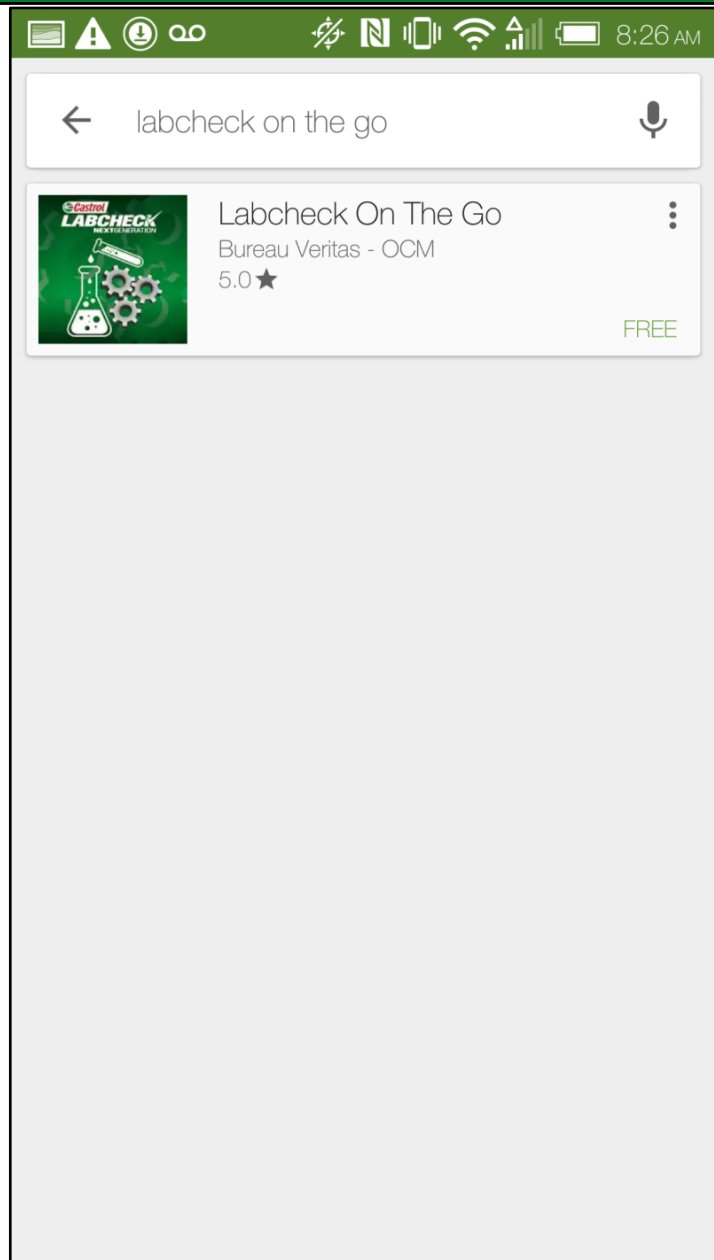 8:26 AM
labcheck on the go
Castrol
LABCHECK
NEXT GENERATION
Labcheck On The Go
Bureau Veritas - OCM
5.0★
FREE